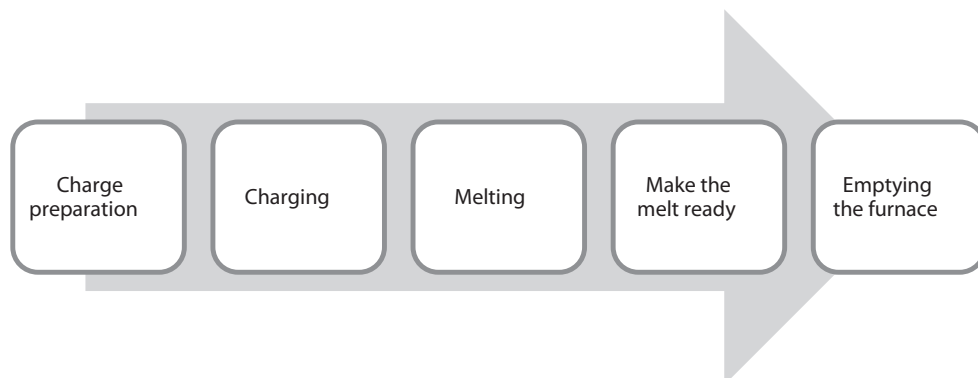 Charge
preparation
Charging
Melting
Make the
melt ready
Emptying
the furnace